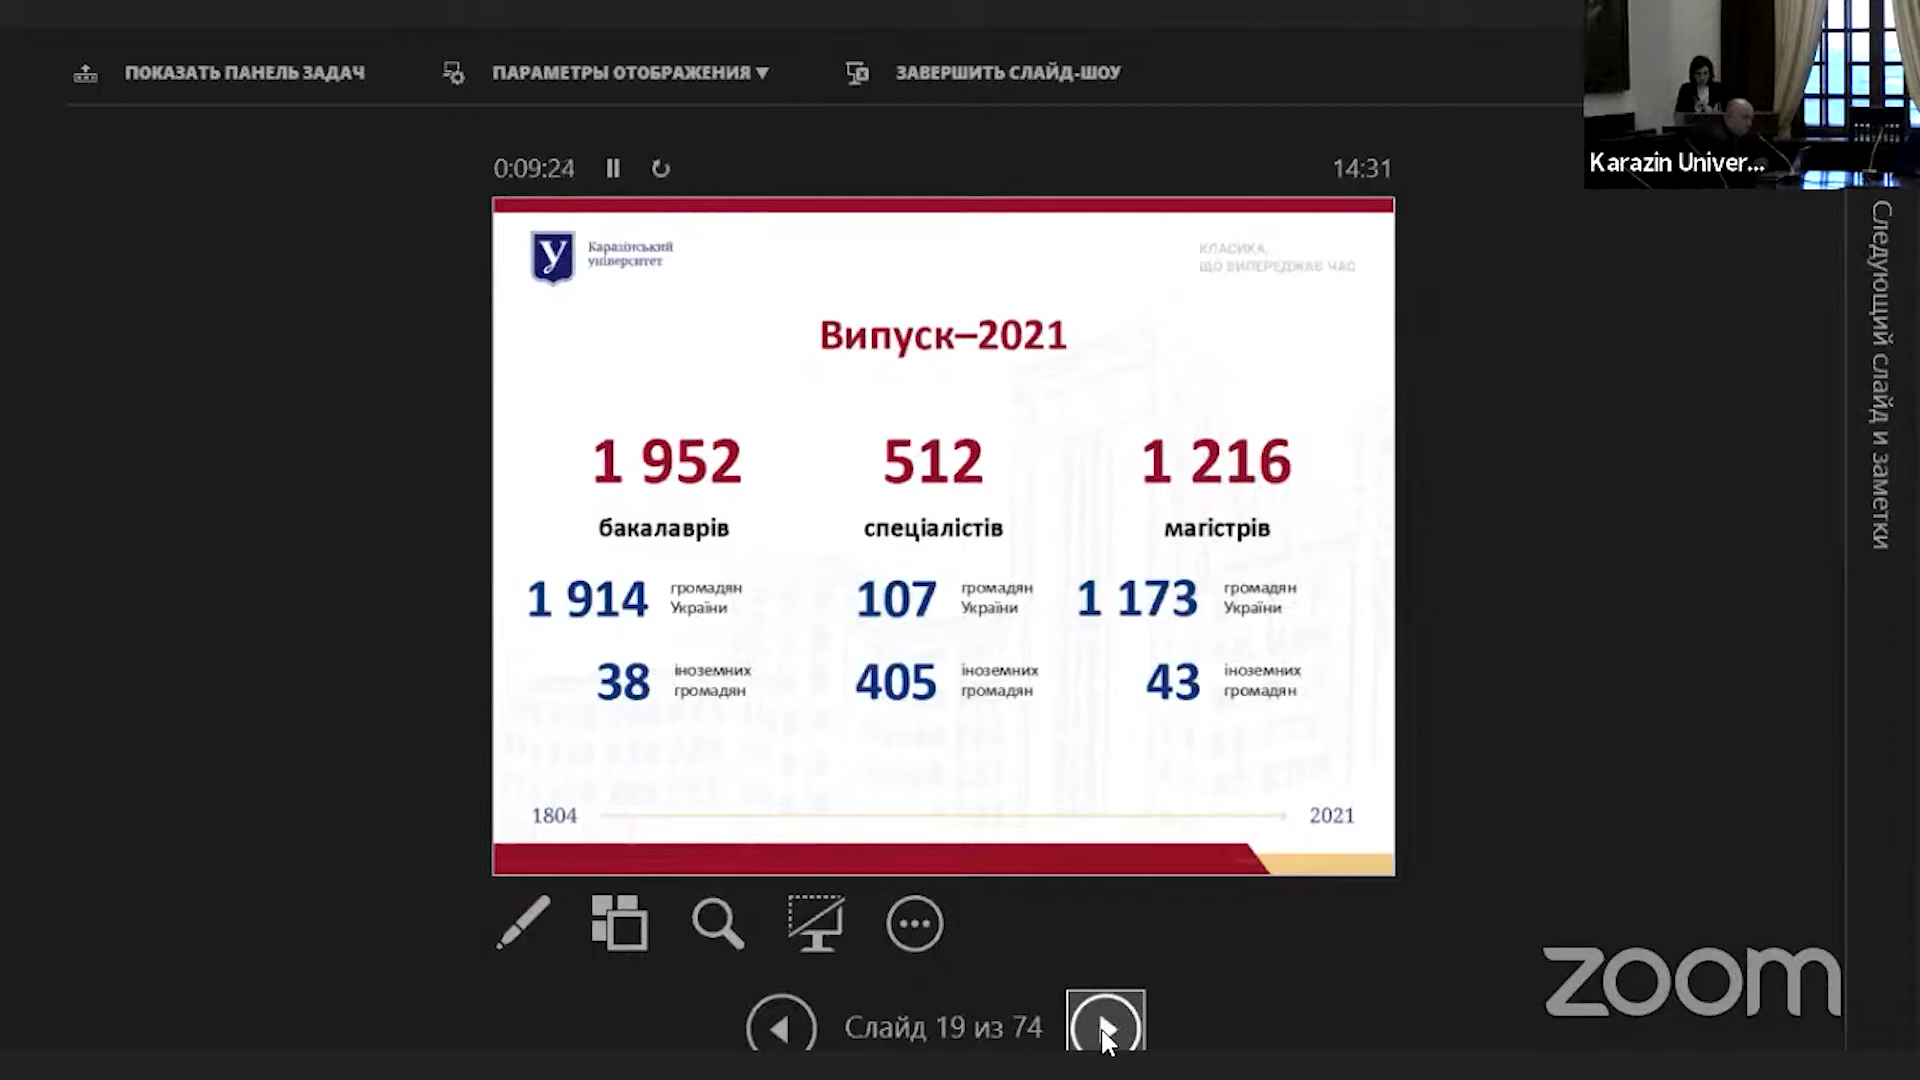 ПОКАЗАТЬ ПАНЕЛЬ ЗАДАЧ
ПАРАМЕТРЫ ОТОБРАЖЕНИЯ ▼
ЗАВЕРШИТЬ СЛАЙД-ШОУ
Karazin Univer...
0:09:24
14:31
Каразінський
університет
КЛАСИКА,
ЩО ВИПЕРЕДЖАЄ ЧАС
Випуск–2021
1 952
512
1 216
бакалаврів
спеціалістів
магістрів
1 914
громадян
України
107
громадян
України
1 173
громадян
України
38
іноземних
громадян
405
іноземних
громадян
43
іноземних
громадян
1804
2021
Слайд 19 из 74
Следующий слайд и заметки
zoom